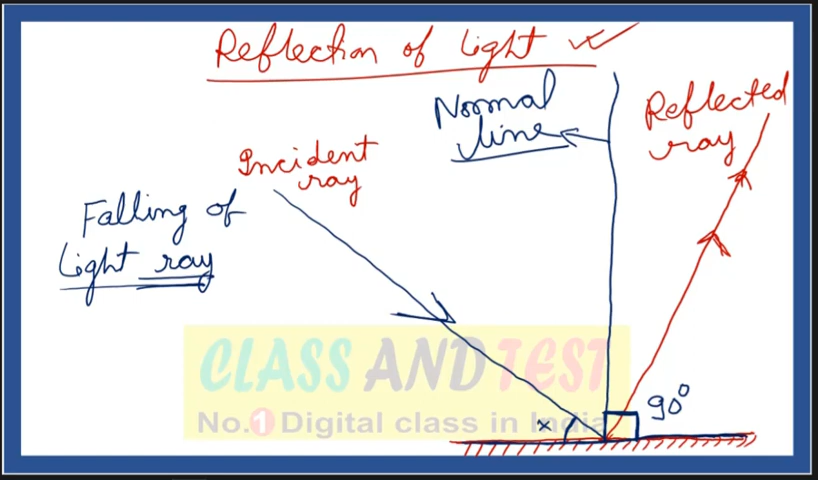 Reflection of Light
Normal
line
Reflected
ray
Incident
ray
Falling of
Light ray
CLASS AND TEST
No.1 Digital class in India
x
90°